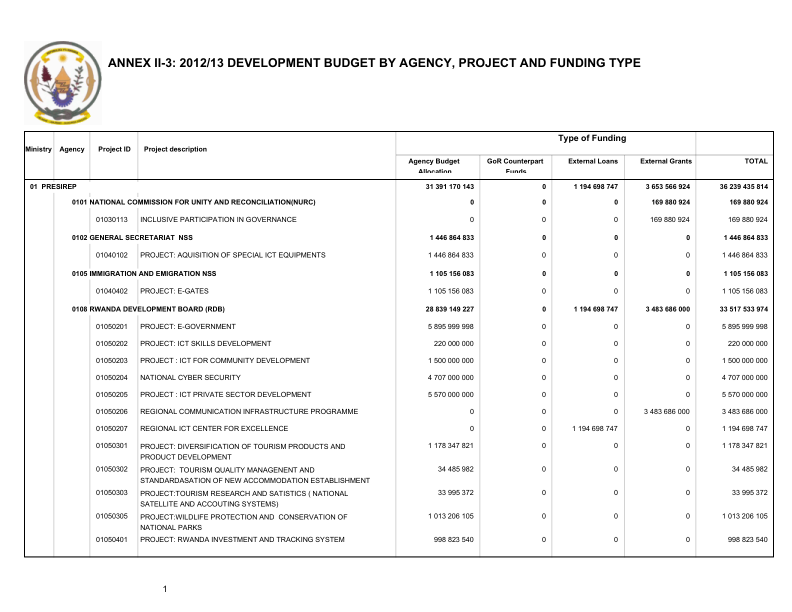 ANNEX II-3: 2012/13 DEVELOPMENT BUDGET BY AGENCY, PROJECT AND FUNDING TYPE
Type of Funding
Ministry Agency Project ID Project description
Agency Budget Allocation GoR Counterpart Funds External Loans External Grants TOTAL
01 PRESIREP 31 391 170 143 0 1 194 698 747 3 653 566 924 36 239 435 814
0101 NATIONAL COMMISSION FOR UNITY AND RECONCILIATION(NURC) 0 0 0 169 880 924 169 880 924
01030113 INCLUSIVE PARTICIPATION IN GOVERNANCE 0 0 0 169 880 924 169 880 924
0102 GENERAL SECRETARIAT NSS 1 446 864 833 0 0 0 1 446 864 833
01040102 PROJECT: AQUISITION OF SPECIAL ICT EQUIPMENTS 1 446 864 833 0 0 0 1 446 864 833
0105 IMMIGRATION AND EMIGRATION NSS 1 105 156 083 0 0 0 1 105 156 083
01040402 PROJECT: E-GATES 1 105 156 083 0 0 0 1 105 156 083
0108 RWANDA DEVELOPMENT BOARD (RDB) 28 839 149 227 0 1 194 698 747 3 483 686 000 33 517 533 974
01050201 PROJECT: E-GOVERNMENT 5 895 999 998 0 0 0 5 895 999 998
01050202 PROJECT: ICT SKILLS DEVELOPMENT 220 000 000 0 0 0 220 000 000
01050203 PROJECT : ICT FOR COMMUNITY DEVELOPMENT 1 500 000 000 0 0 0 1 500 000 000
01050204 NATIONAL CYBER SECURITY 4 707 000 000 0 0 0 4 707 000 000
01050205 PROJECT : ICT PRIVATE SECTOR DEVELOPMENT 5 570 000 000 0 0 0 5 570 000 000
01050206 REGIONAL COMMUNICATION INFRASTRUCTURE PROGRAMME 0 0 0 3 483 686 000 3 483 686 000
01050207 REGIONAL ICT CENTER FOR EXCELLENCE 0 0 1 194 698 747 0 1 194 698 747
01050301 PROJECT: DIVERSIFICATION OF TOURISM PRODUCTS AND 1 178 347 821 0 0 0 1 178 347 821
PRODUCT DEVELOPMENT
01050302 PROJECT: TOURISM QUALITY MANAGENENT AND 34 485 982 0 0 0 34 485 982
STANDARDASATION OF NEW ACCOMMODATION ESTABLISHMENT
01050303 PROJECT:TOURISM RESEARCH AND SATISTICS ( NATIONAL 33 995 372 0 0 0 33 995 372
SATELLITE AND ACCOUTING SYSTEMS)
01050305 PROJECT:WILDLIFE PROTECTION AND CONSERVATION OF 1 013 206 105 0 0 0 1 013 206 105
NATIONAL PARKS
01050401 PROJECT: RWANDA INVESTMENT AND TRACKING SYSTEM 998 823 540 0 0 0 998 823 540
1